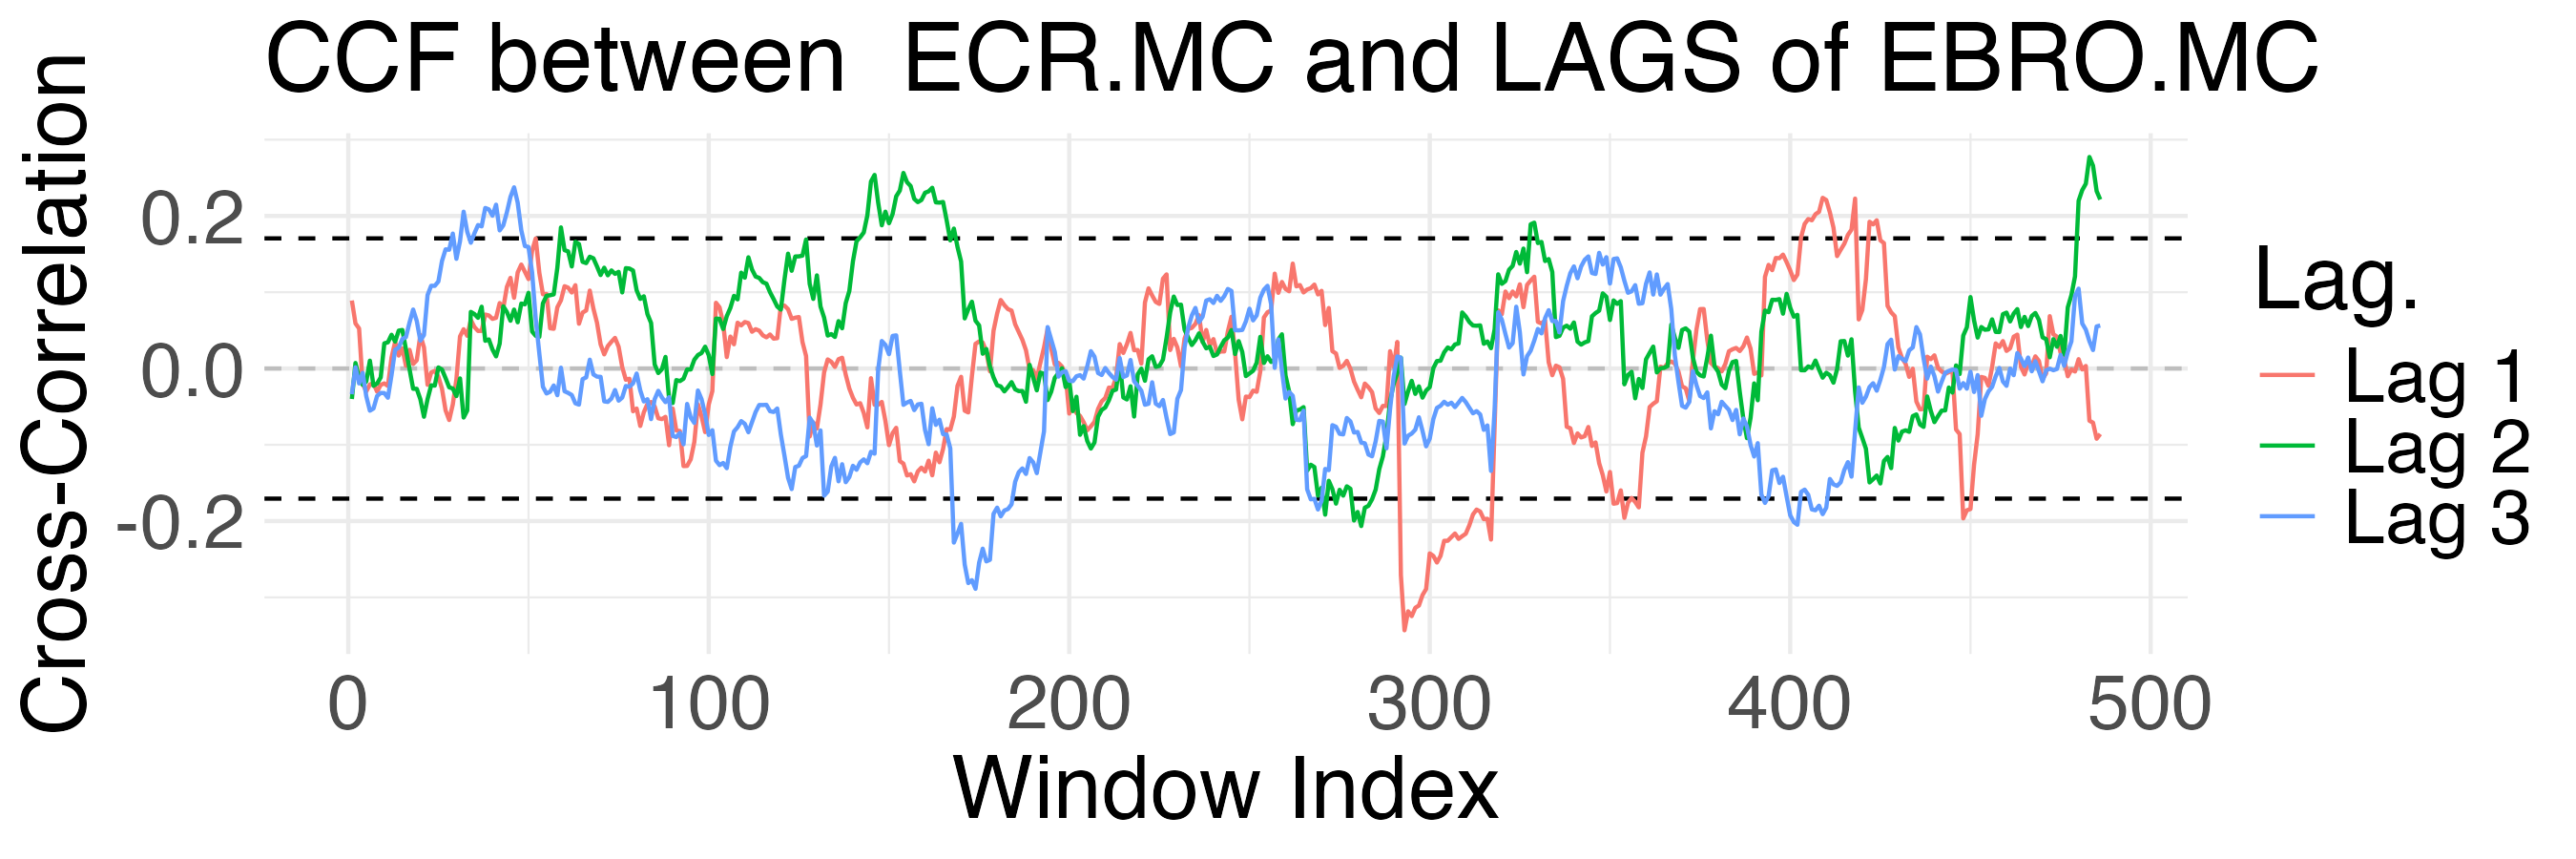 CCF between  ECR.MC and LAGS of EBRO.MC
Cross-Correlation
0.2
0.0
-0.2
0
100
200
300
400
500
Window Index
Lag.
Lag 1
Lag 2
Lag 3